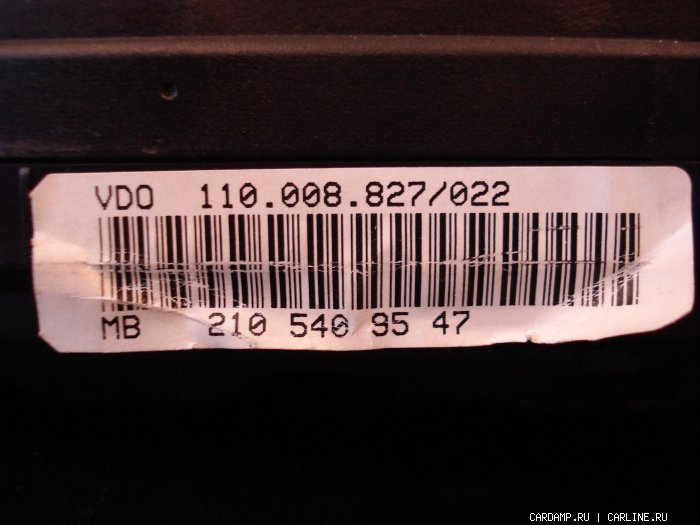 VDO 110.008.827/022
MB 210 540 95 47
CARDAMP.RU | CARLINE.RU